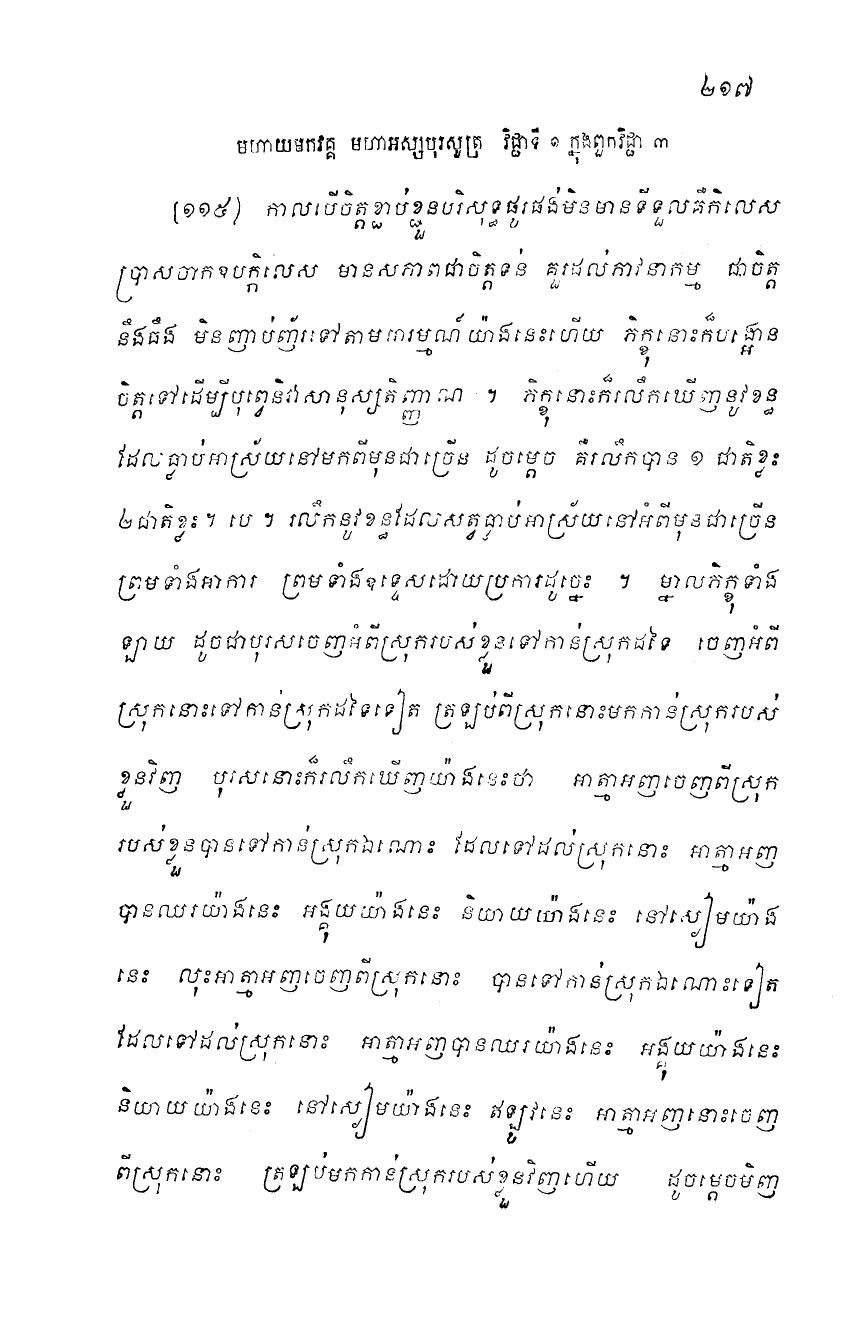 ២១៧
មហាយមកវគ្គ មហាអស្សបុរសូត្រ វិជ្ជាទី ១ ក្នុងពួកវិជ្ជា ៣
(១១៥) កាលបើចិត្តខ្ជាប់ខ្ជួនបរិសុទ្ធផូរផង់មិនមានទីទួលគឺកិលេស
ប្រាសចាកឧបក្កិលេស មានសភាពជាចិត្តទន់ គួរដល់ភាវនាកម្ម ជាចិត្ត
នឹងធឹង មិនញាប់ញ័រទៅតាមអារម្មណ៍យ៉ាងនេះហើយ ភិក្ខុនោះក៏បង្អោន
ចិត្តទៅដើម្បីបុព្វេនិវាសានុស្សតិញ្ញាណ ។ ភិក្ខុនោះក៏រលឹកឃើញនូវខន្ធ
ដែលធ្លាប់អាស្រ័យនៅមកពីមុនជាច្រើន ដូចម្តេច គឺរលឹកបាន ១ ជាតិខ្លះ
២ជាតិខ្លះ។ បេ ។ រលឹកនូវខន្ធដែលសត្វធ្លាប់អាស្រ័យនៅអំពីមុនជាច្រើន
ព្រមទាំងអាការ ព្រមទាំងឧទ្ទេសដោយប្រការដូច្នេះ ។ ម្នាលភិក្ខុទាំង
ឡាយ ដូចជាបុរសចេញអំពីស្រុករបស់ខ្លួនទៅកាន់ស្រុកដទៃ ចេញអំពី
ស្រុកនោះទៅកាន់ស្រុកដទៃទៀត ត្រឡប់ពីស្រុកនោះមកកាន់ស្រុករបស់
ខ្លួនវិញ បុរសនោះក៏រលឹកឃើញយ៉ាងនេះថា អាត្មាអញចេញពីស្រុក
របស់ខ្លួនបានទៅកាន់ស្រុកឯណោះ ដែលទៅដល់ស្រុកនោះ អាត្មាអញ
បានឈរយ៉ាងនេះ អង្គុយយ៉ាងនេះ និយាយយ៉ាងនេះ នៅស្ងៀមយ៉ាង
នេះ លុះអាត្មាអញចេញពីស្រុកនោះ បានទៅកាន់ស្រុកឯណោះទៀត
ដែលទៅដល់ស្រុកនោះ អាត្មាអញបានឈរយ៉ាងនេះ អង្គុយយ៉ាងនេះ
និយាយយ៉ាងនេះ នៅស្ងៀមយ៉ាងនេះ ឥឡូវនេះ អាត្មាអញនោះចេញ
ពីស្រុកនោះ ត្រឡប់មកកាន់ស្រុករបស់ខ្លួនវិញហើយ ដូចម្តេចមិញ